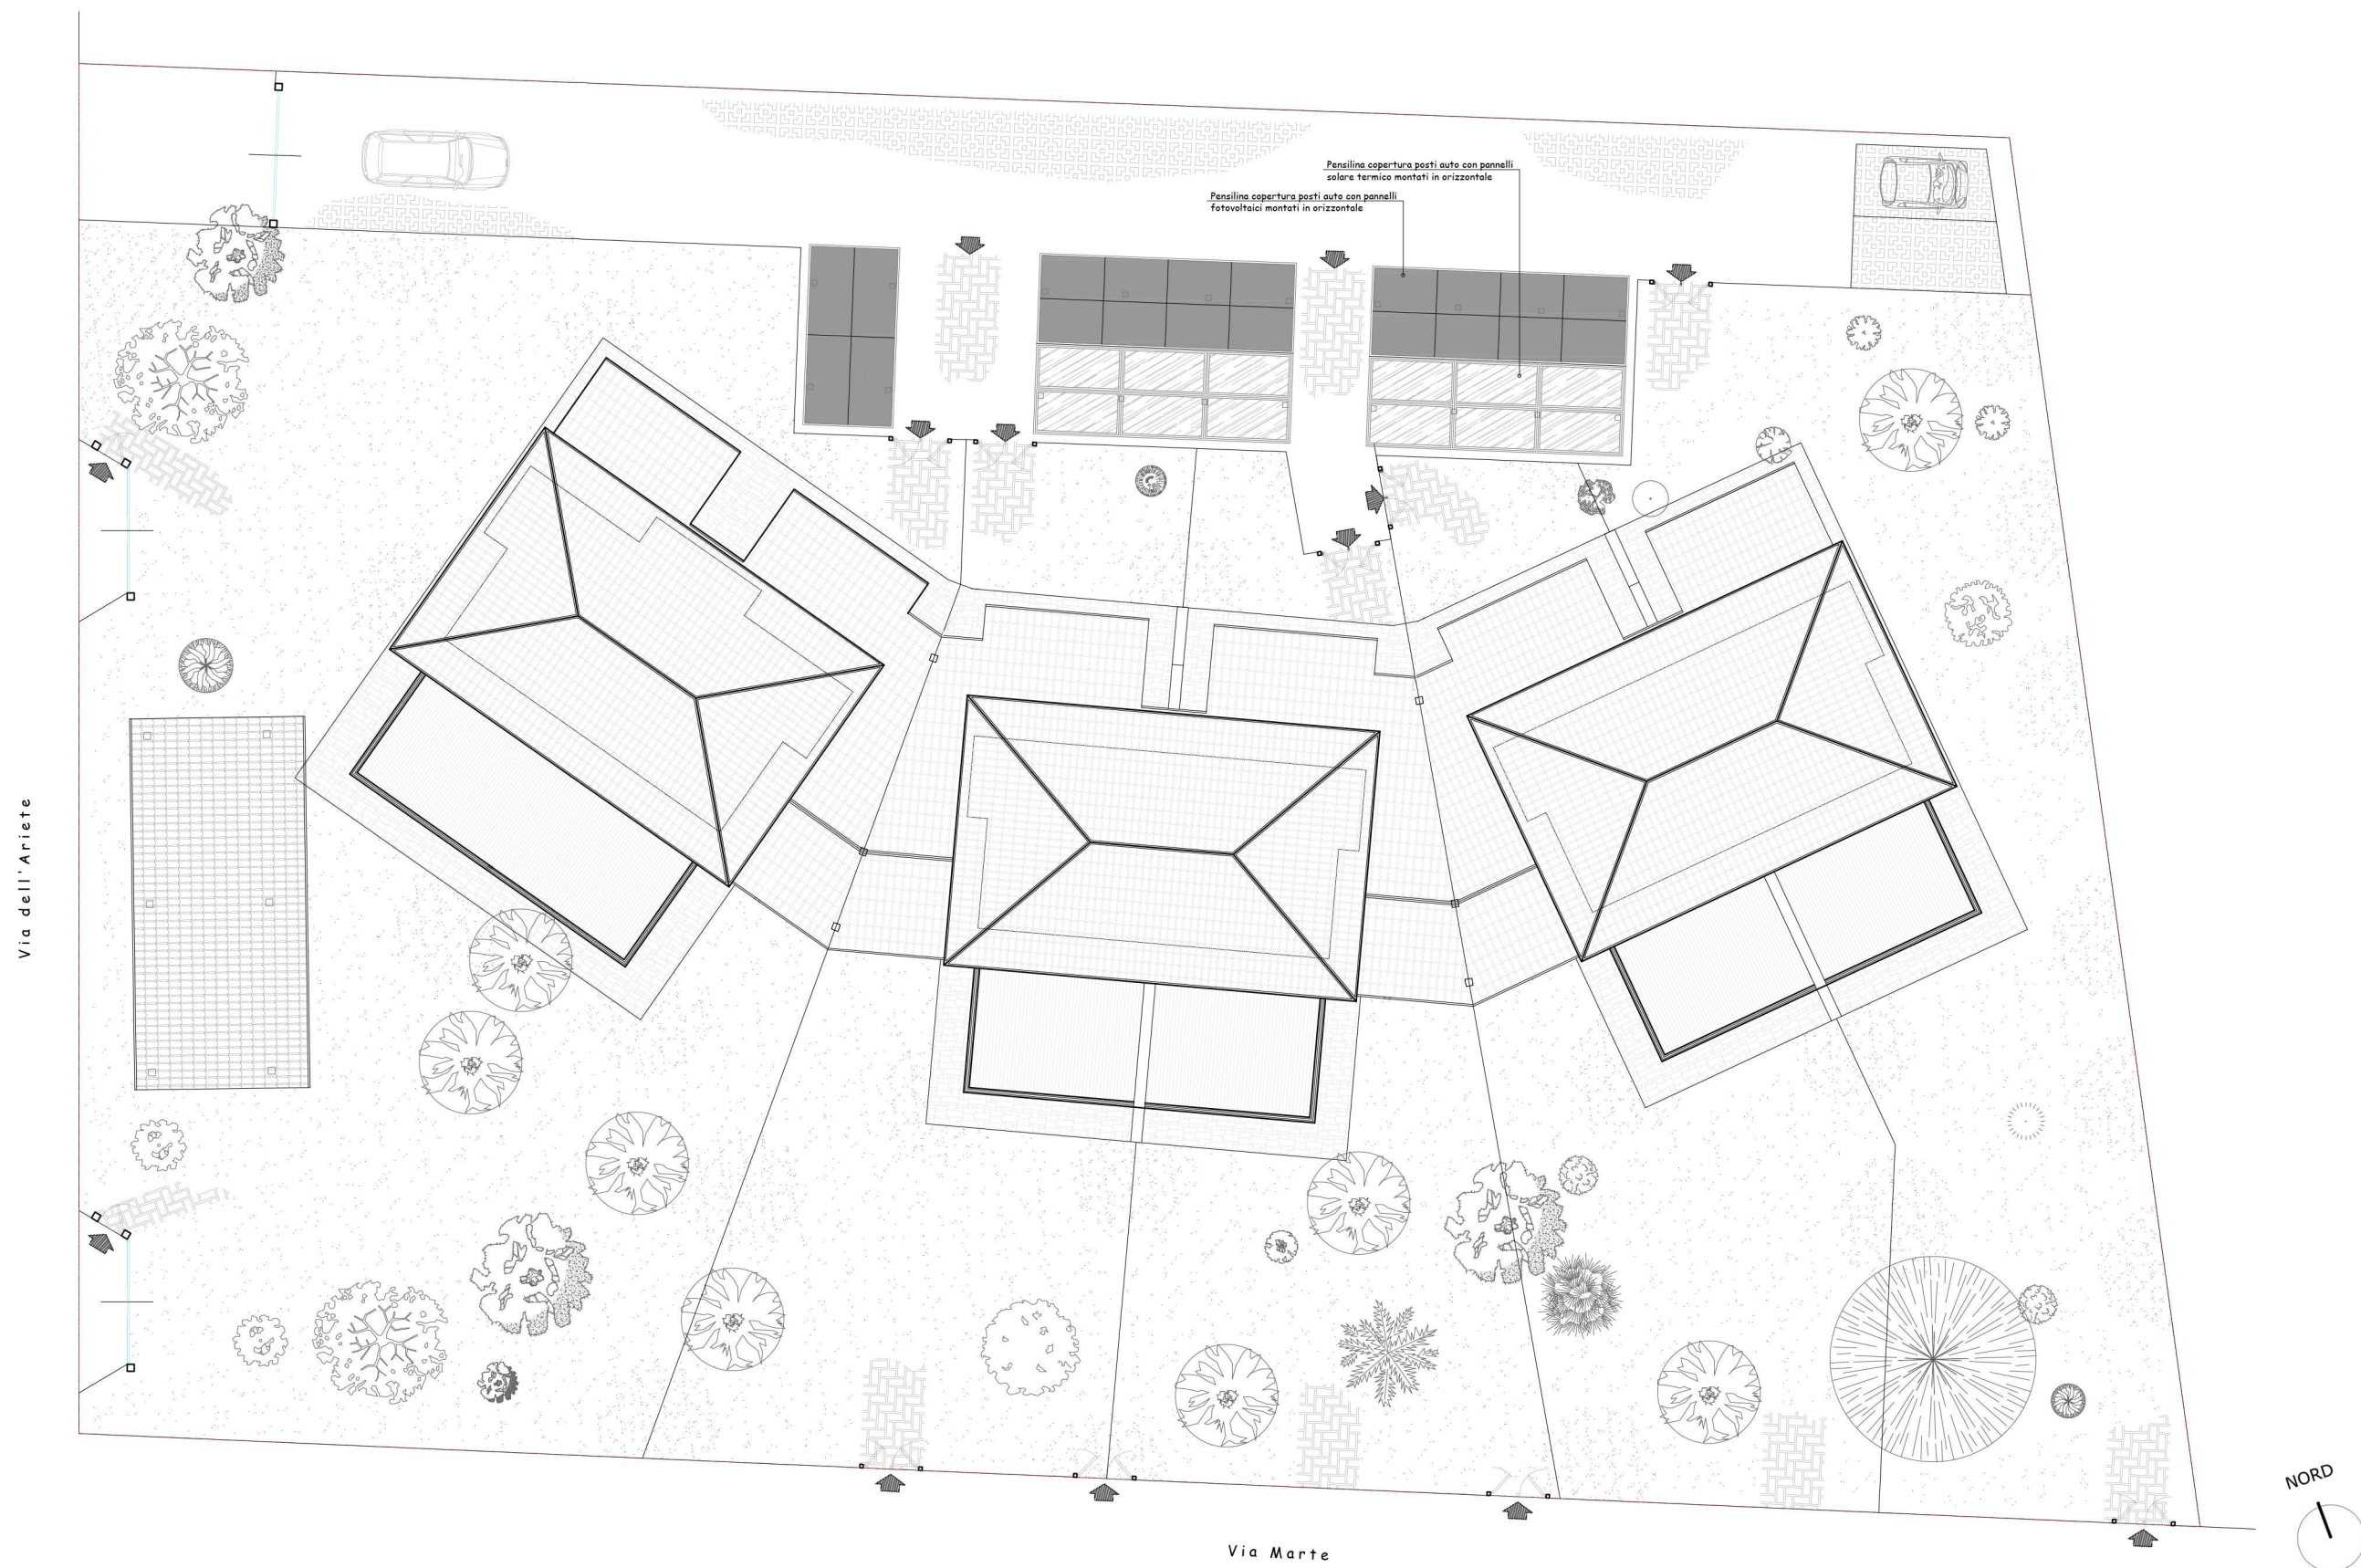 Pensilina copertura posti auto con pannelli
solare termico montati in orizzontale
Pensilina copertura posti auto con pannelli
fotovoltaici montati in orizzontale
Via dell'Ariete
NORD
Via Marte